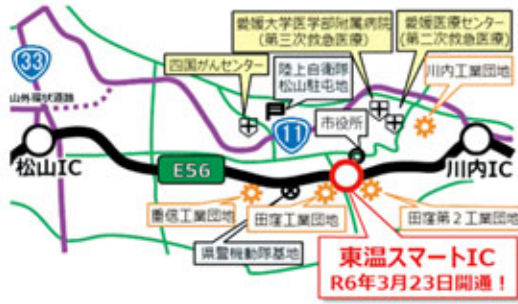 愛媛大学医学部附属病院
(第三次救急医療)
愛媛医療センター
(第二次救急医療)
四国がんセンター
陸上自衛隊
松山駐屯地
川内工業団地
33
山外環状道路
11
市役所
松山IC
E56
川内IC
重信工業団地
田窪工業団地
田窪第2工業団地
県警機動隊基地
東温スマートIC
R6年3月23日開通！